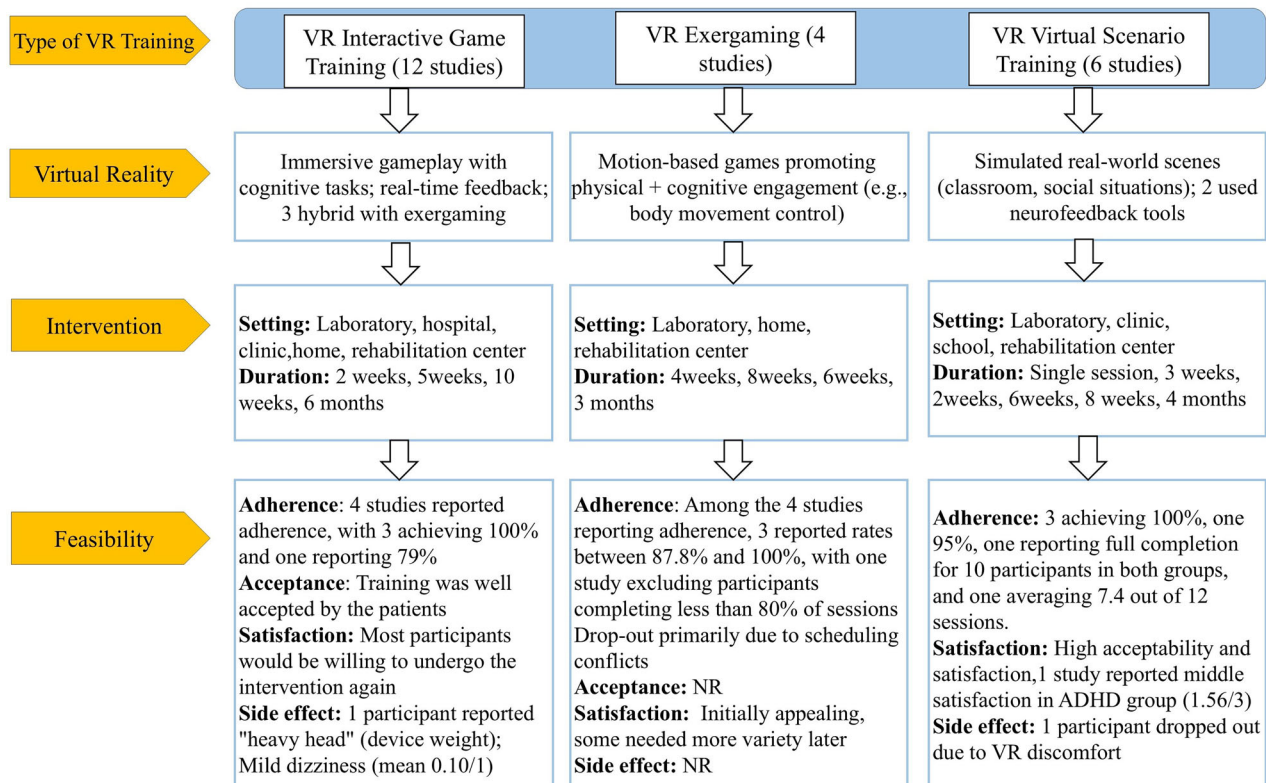 Type of VR Training
VR Interactive Game
Training (12 studies)
VR Exergaming (4
studies)
VR Virtual Scenario
Training (6 studies)
Virtual Reality
Immersive gameplay with
cognitive tasks; real-time feedback;
3 hybrid with exergaming
Motion-based games promoting
physical + cognitive engagement (e.g.,
body movement control)
Simulated real-world scenes
(classroom, social situations); 2 used
neurofeedback tools
Intervention
Setting: Laboratory, hospital,
clinic,home, rehabilitation center
Duration: 2 weeks, 5weeks, 10
weeks, 6 months
Setting: Laboratory, home,
rehabilitation center
Duration: 4weeks, 8weeks, 6weeks,
3 months
Setting: Laboratory, clinic,
school, rehabilitation center
Duration: Single session, 3 weeks,
2weeks, 6weeks, 8 weeks, 4 months
Feasibility
Adherence: 4 studies reported
adherence, with 3 achieving 100%
and one reporting 79%
Acceptance: Training was well
accepted by the patients
Satisfaction: Most participants
would be willing to undergo the
intervention again
Side effect: 1 participant reported
"heavy head" (device weight);
Mild dizziness (mean 0.10/1)
Adherence: Among the 4 studies
reporting adherence, 3 reported rates
between 87.8% and 100%, with one
study excluding participants
completing less than 80% of sessions
Drop-out primarily due to scheduling
conflicts
Acceptance: NR
Satisfaction: Initially appealing,
some needed more variety later
Side effect: NR
Adherence: 3 achieving 100%, one
95%, one reporting full completion
for 10 participants in both groups,
and one averaging 7.4 out of 12
sessions.
Satisfaction: High acceptability and
satisfaction,1 study reported middle
satisfaction in ADHD group (1.56/3)
Side effect: 1 participant dropped out
due to VR discomfort